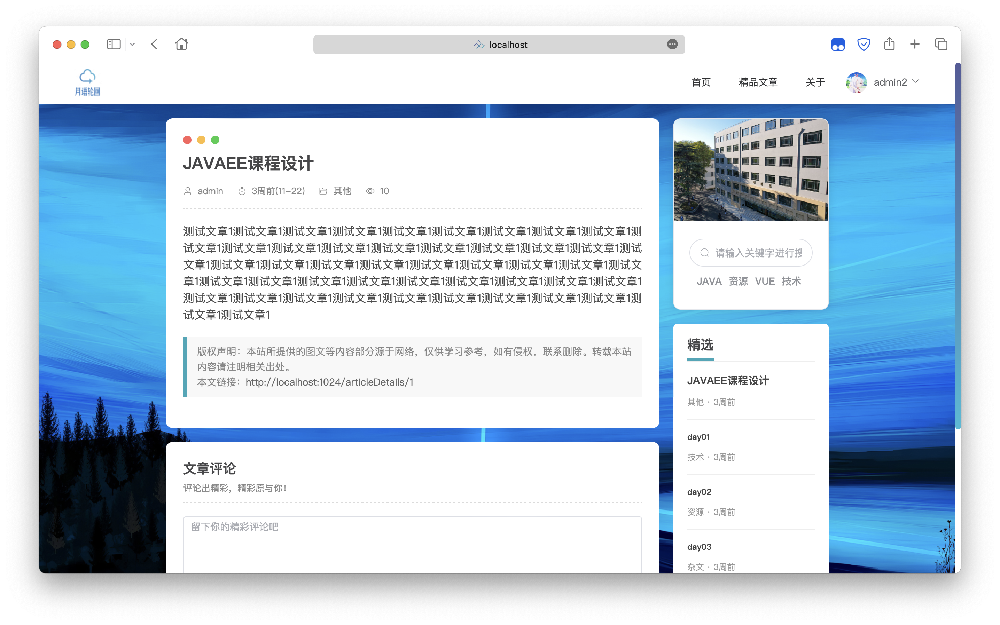 localhost
月语轮回
首页 精品文章 关于 admin2
JAVAEE课程设计
admin 3周前(11-22) 其他 10
测试文章1测试文章1测试文章1测试文章1测试文章1测试文章1测试文章1测试文章1测试文章1测
试文章1测试文章1测试文章1测试文章1测试文章1测试文章1测试文章1测试文章1测试文章1测试
文章1测试文章1测试文章1测试文章1测试文章1测试文章1测试文章1测试文章1测试文章1测试文
章1测试文章1测试文章1测试文章1测试文章1测试文章1测试文章1测试文章1测试文章1测试文章1
测试文章1测试文章1测试文章1测试文章1测试文章1测试文章1测试文章1测试文章1测试文章1测
试文章1测试文章1
版权声明：本站所提供的图文等内容部分源于网络，仅供学习参考，如有侵权，联系删除。转载本站
内容请注明相关出处。
本文链接：http://localhost:1024/articleDetails/1
文章评论
评论出精彩，精彩原与你！
留下你的精彩评论吧
请输入关键字进行搜
JAVA 资源 VUE 技术
精选
JAVAEE课程设计
其他 · 3周前
day01
技术 · 3周前
day02
资源 · 3周前
day03
杂文 · 3周前